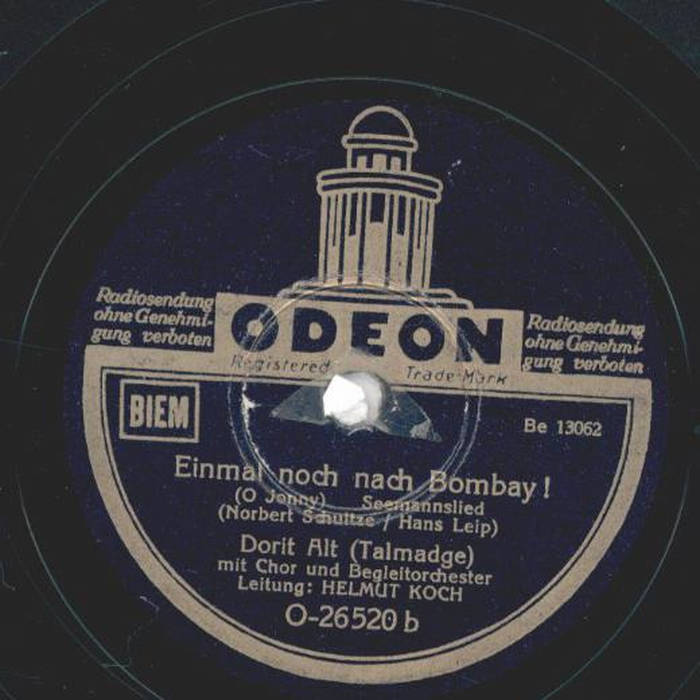 Radiosendung
ohne Genehmi-
gung verboten
ODEON
Registered Trade-Mark
Radiosendung
ohne Genehmi-
gung verboten
BIEM
Be 13062
Einmal noch nach Bombay!
(O Jonny) Seemannslied
(Norbert Schultze / Hans Leip)
Dorit Alt (Talmadge)
mit Chor und Begleitorchester
Leitung: HELMUT KOCH
O-26520 b